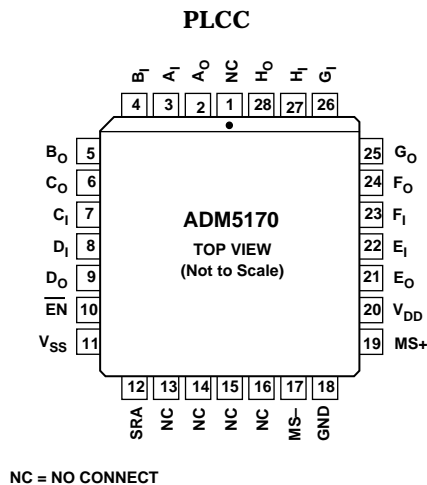 PLCC
B_I A_I A_O NC H_O H_I G_I
4 3 2 1 28 27 26
B_O 5
C_O 6
C_I 7
D_I 8
D_O 9
E̅N̅ 10
V_SS 11
ADM5170
TOP VIEW
(Not to Scale)
25 G_O
24 F_O
23 F_I
22 E_I
21 E_O
20 V_DD
19 MS+
12 13 14 15 16 17 18
SRA NC NC NC NC MS– GND
NC = NO CONNECT